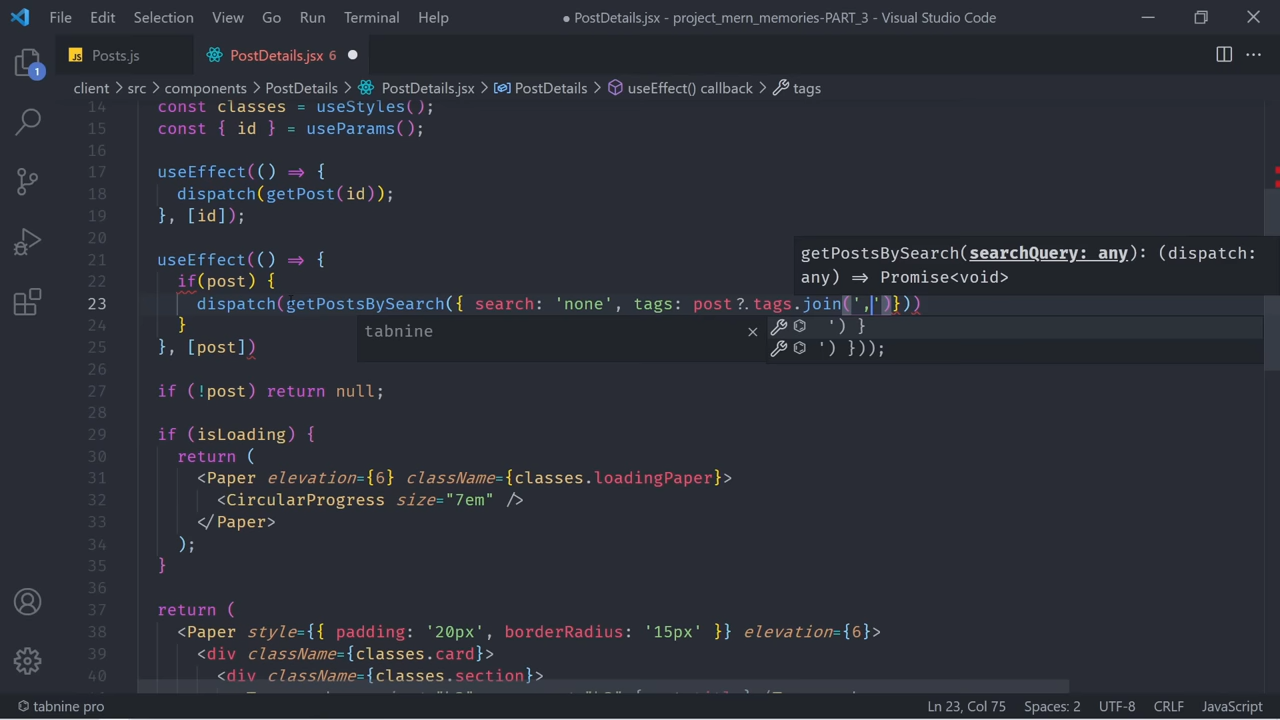 File Edit Selection View Go Run Terminal Help ● PostDetails.jsx - project_mern_memories-PART_3 - Visual Studio Code
JS Posts.js PostDetails.jsx 6 ●
1
client > src > components > PostDetails > PostDetails.jsx > PostDetails > useEffect() callback > tags
14 const classes = useStyles();
15 const { id } = useParams();
16
17 useEffect(() => {
18 dispatch(getPost(id));
19 }, [id]);
20
21 useEffect(() => {
getPostsBySearch(searchQuery: any): (dispatch:
any) => Promise<void>
22 if(post) {
23 dispatch(getPostsBySearch({ search: 'none', tags: post?.tags.join(',')}))
24 }
tabnine
') }
') }));
25 }, [post])
26
27 if (!post) return null;
28
29 if (isLoading) {
30 return (
31 <Paper elevation={6} className={classes.loadingPaper}>
32 <CircularProgress size="7em" />
33 </Paper>
34 );
35 }
36
37 return (
38 <Paper style={{ padding: '20px', borderRadius: '15px' }} elevation={6}>
39 <div className={classes.card}>
40 <div className={classes.section}>
tabnine pro Ln 23, Col 75 Spaces: 2 UTF-8 CRLF JavaScript